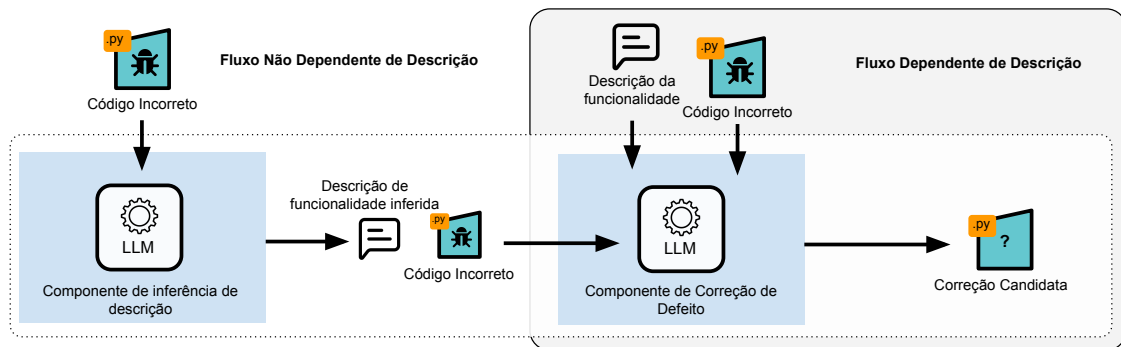 .py
Código Incorreto
Fluxo Não Dependente de Descrição
Descrição da
funcionalidade
.py
Código Incorreto
Fluxo Dependente de Descrição
LLM
Componente de inferência de
descrição
Descrição de
funcionalidade inferida
.py
Código Incorreto
LLM
Componente de Correção de
Defeito
.py
?
Correção Candidata